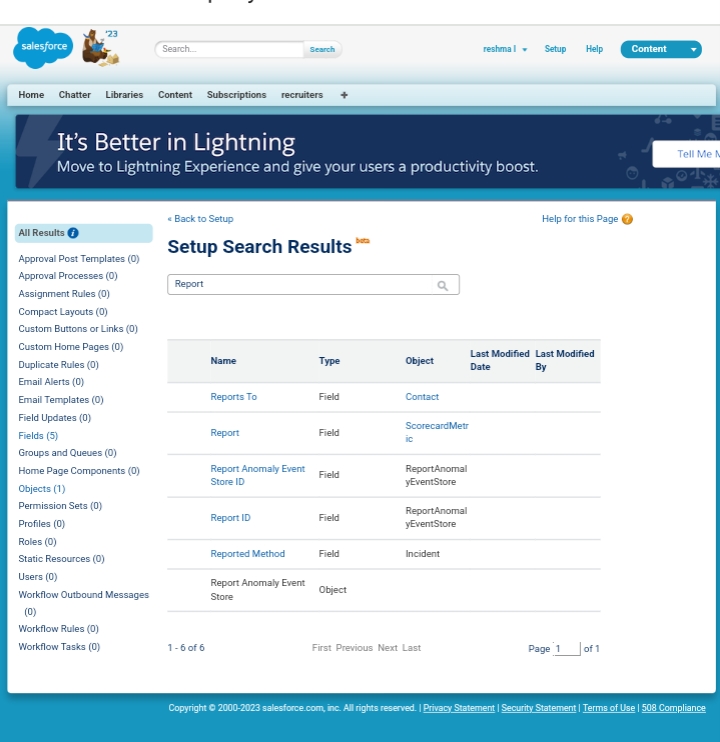 salesforce
'23
Search...
Search
reshma l
Setup
Help
Content
Home
Chatter
Libraries
Content
Subscriptions
recruiters
+
It's Better in Lightning
Move to Lightning Experience and give your users a productivity boost.
Tell Me
All Results
Approval Post Templates (0)
Approval Processes (0)
Assignment Rules (0)
Compact Layouts (0)
Custom Buttons or Links (0)
Custom Home Pages (0)
Duplicate Rules (0)
Email Alerts (0)
Email Templates (0)
Field Updates (0)
Fields (5)
Groups and Queues (0)
Home Page Components (0)
Objects (1)
Permission Sets (0)
Profiles (0)
Roles (0)
Static Resources (0)
Users (0)
Workflow Outbound Messages
(0)
Workflow Rules (0)
Workflow Tasks (0)
« Back to Setup
Help for this Page
Setup Search Results beta
Report
Name Type Object Last Modified Date Last Modified By
Reports To Field Contact
Report Field ScorecardMetr
ic
Report Anomaly Event Field ReportAnomal
Store ID yEventStore
Report ID Field ReportAnomal
yEventStore
Reported Method Field Incident
Report Anomaly Event Object
Store
1 - 6 of 6
First Previous Next Last
Page 1 of 1
Copyright © 2000-2023 salesforce.com, inc. All rights reserved. | Privacy Statement | Security Statement | Terms of Use | 508 Compliance